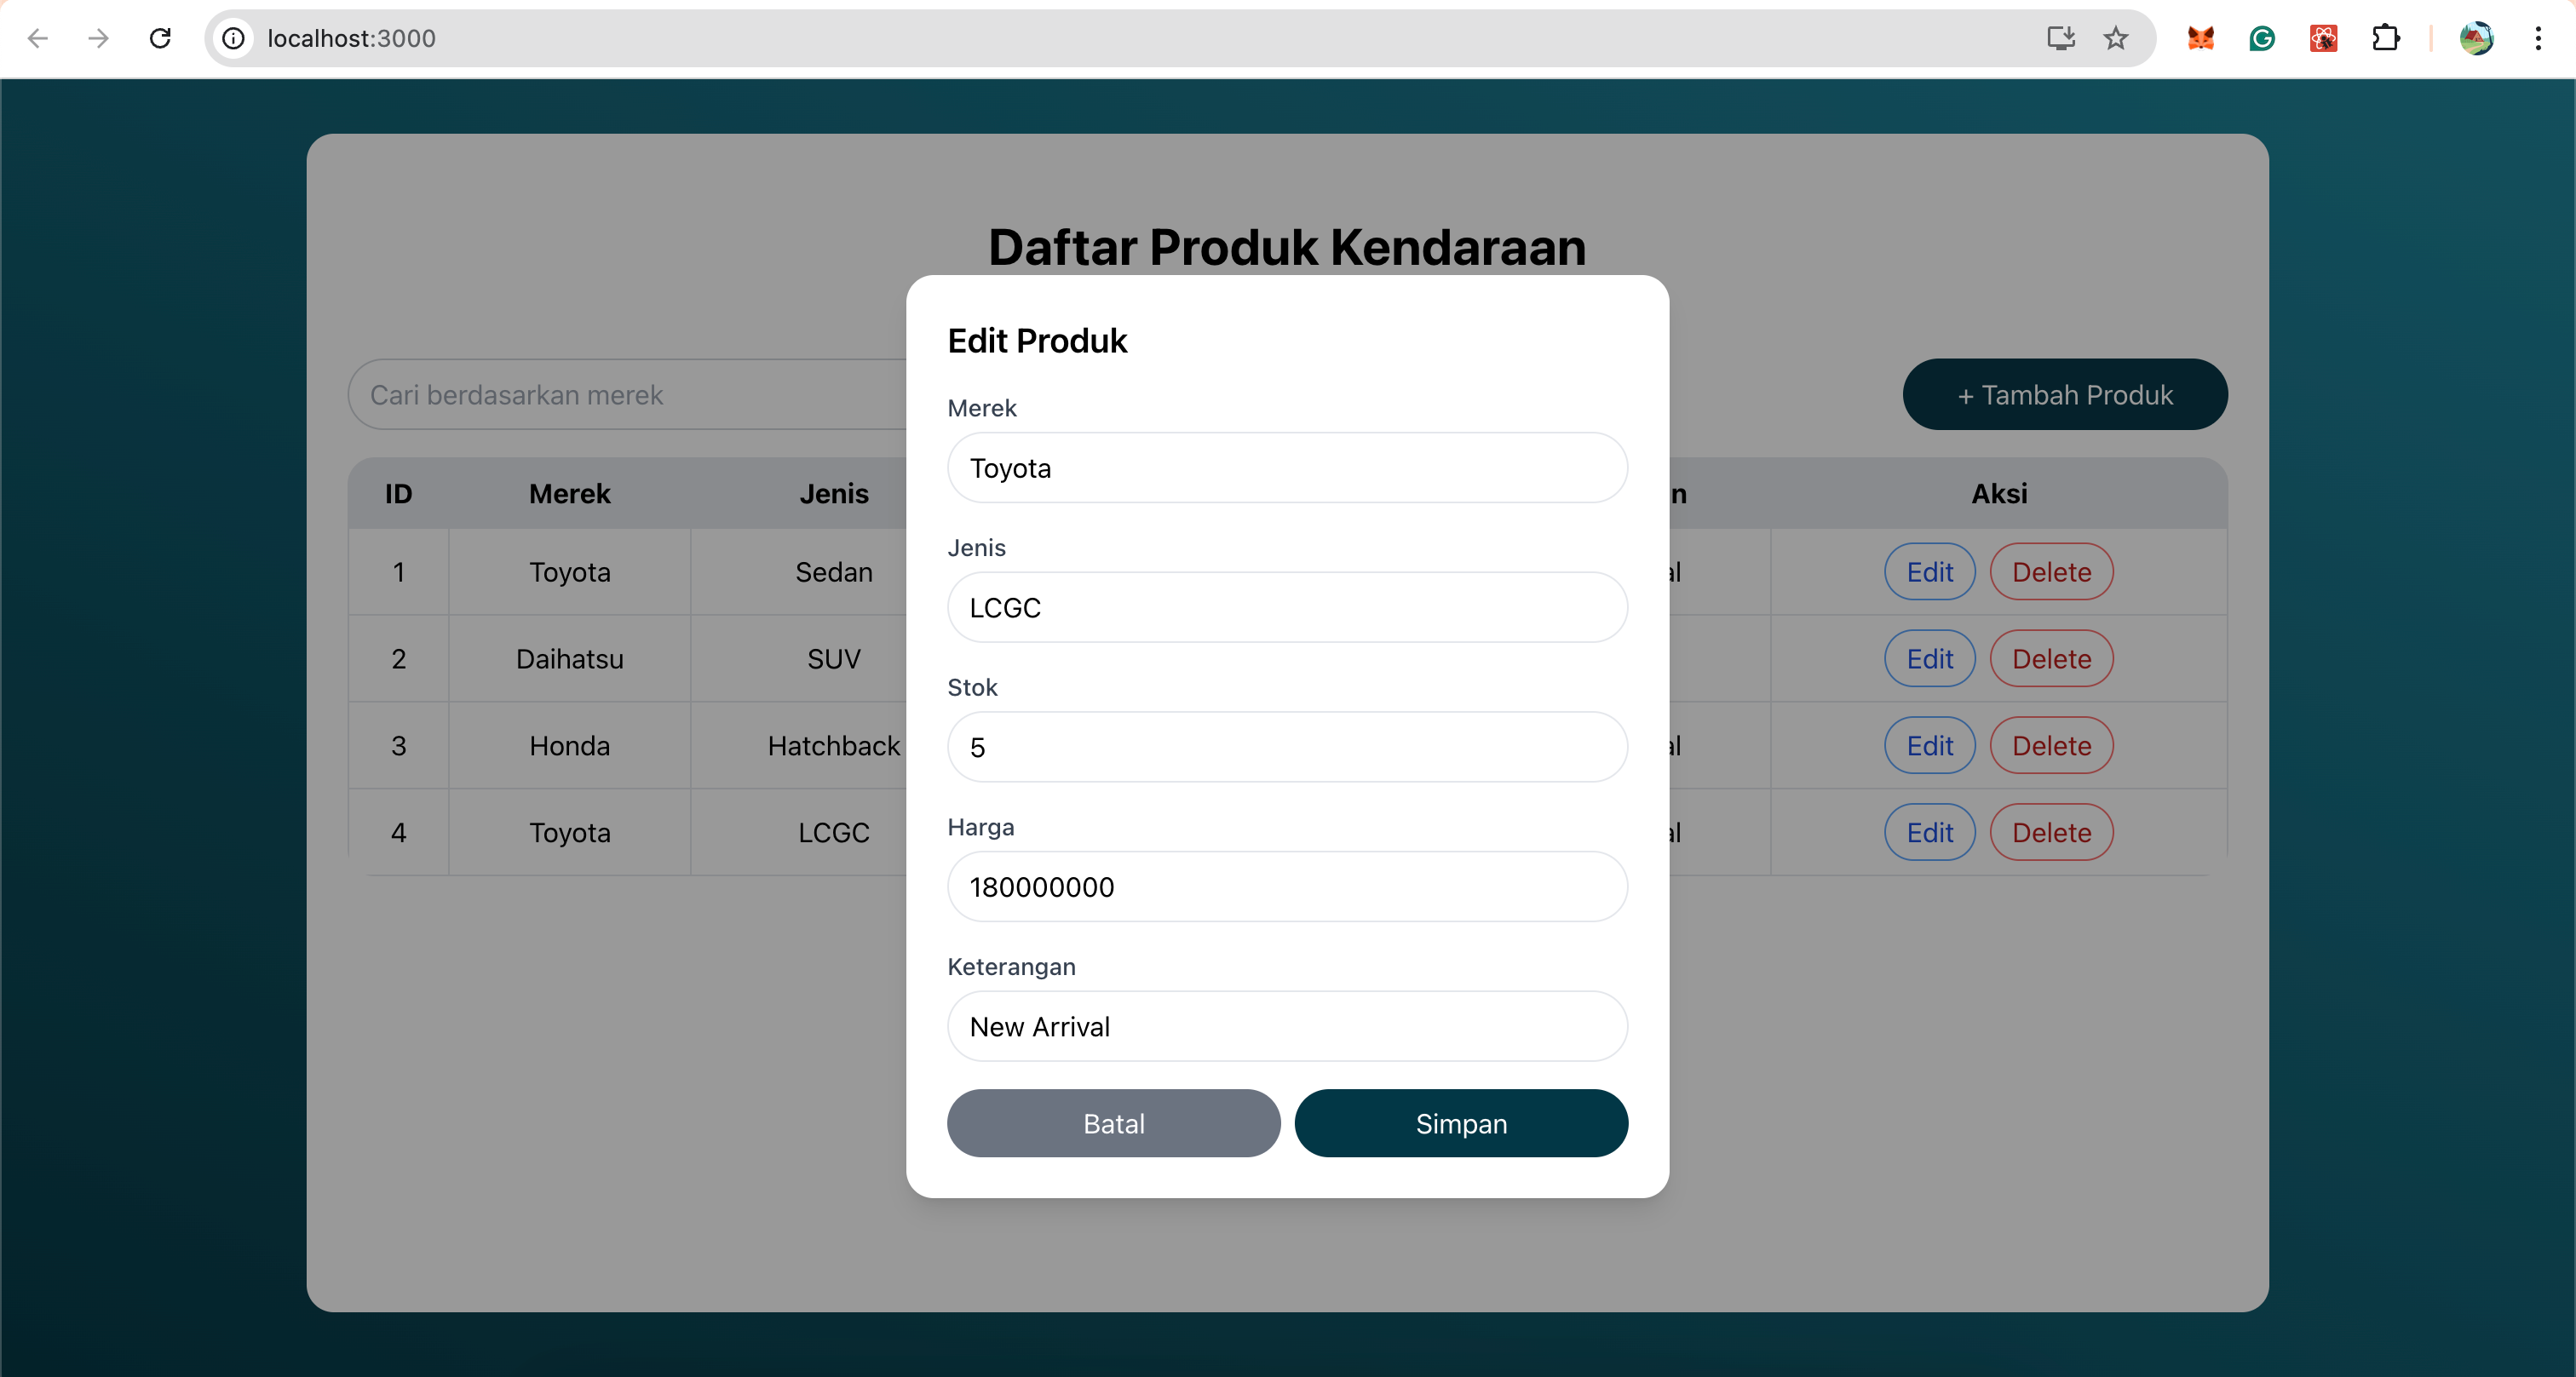 localhost:3000
Daftar Produk Kendaraan
Edit Produk
Cari berdasarkan merek
+ Tambah Produk
Merek
Toyota
Jenis
LCGC
Stok
5
Harga
180000000
Keterangan
New Arrival
Batal Simpan
ID Merek Jenis Aksi
1 Toyota Sedan Edit Delete
2 Daihatsu SUV Edit Delete
3 Honda Hatchback Edit Delete
4 Toyota LCGC Edit Delete